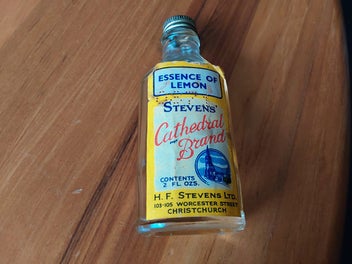 ESSENCE OF
LEMON
STEVENS'
Cathedral
Brand
CONTENTS
2 FL. OZS.
H. F. STEVENS LTD.
103-105 WORCESTER STREET
CHRISTCHURCH